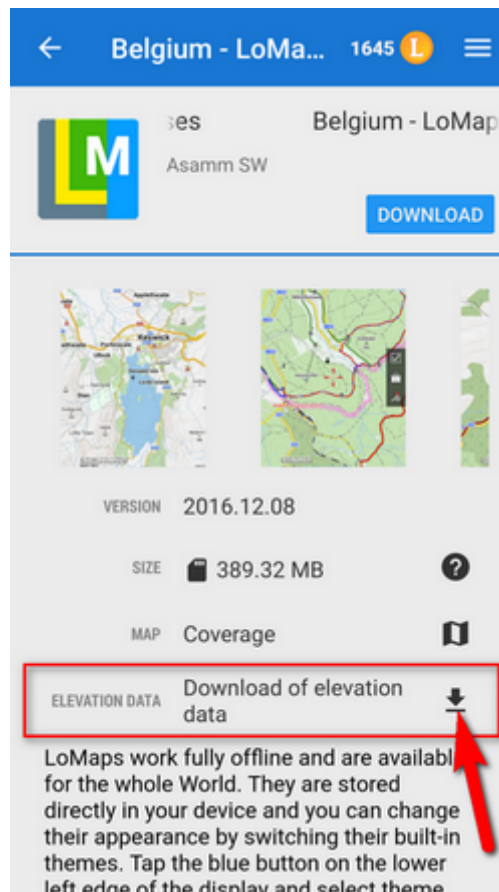 Belgium - LoMa... 1645 L
ses Belgium - LoMap
M
Asamm SW
DOWNLOAD
Keswick
VERSION 2016.12.08
SIZE 389.32 MB ?
MAP Coverage
ELEVATION DATA Download of elevation
data
LoMaps work fully offline and are availabl
for the whole World. They are stored
directly in your device and you can change
their appearance by switching their built-in
themes. Tap the blue button on the lower
left edge of the display and select theme